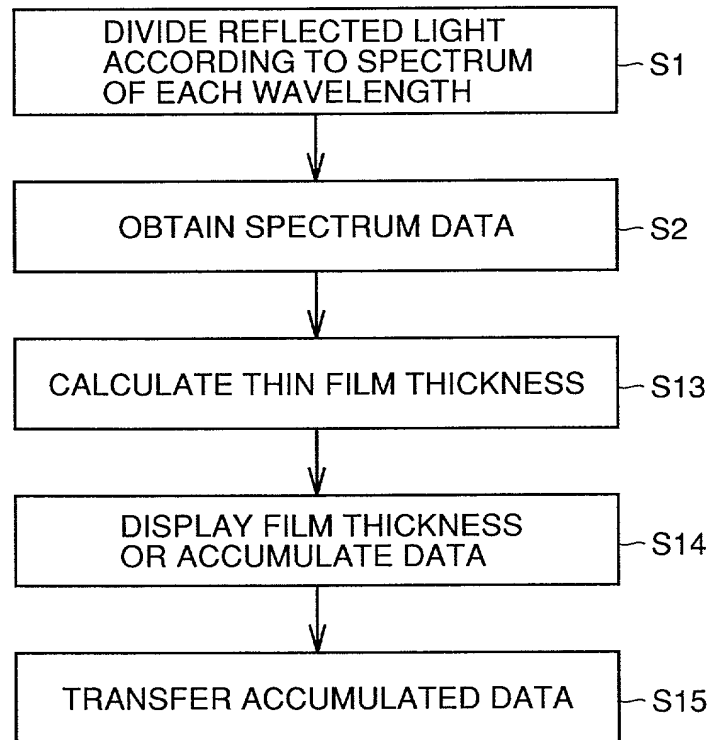 DIVIDE REFLECTED LIGHT
ACCORDING TO SPECTRUM
OF EACH WAVELENGTH
S1
OBTAIN SPECTRUM DATA
S2
CALCULATE THIN FILM THICKNESS
S13
DISPLAY FILM THICKNESS
OR ACCUMULATE DATA
S14
TRANSFER ACCUMULATED DATA
S15